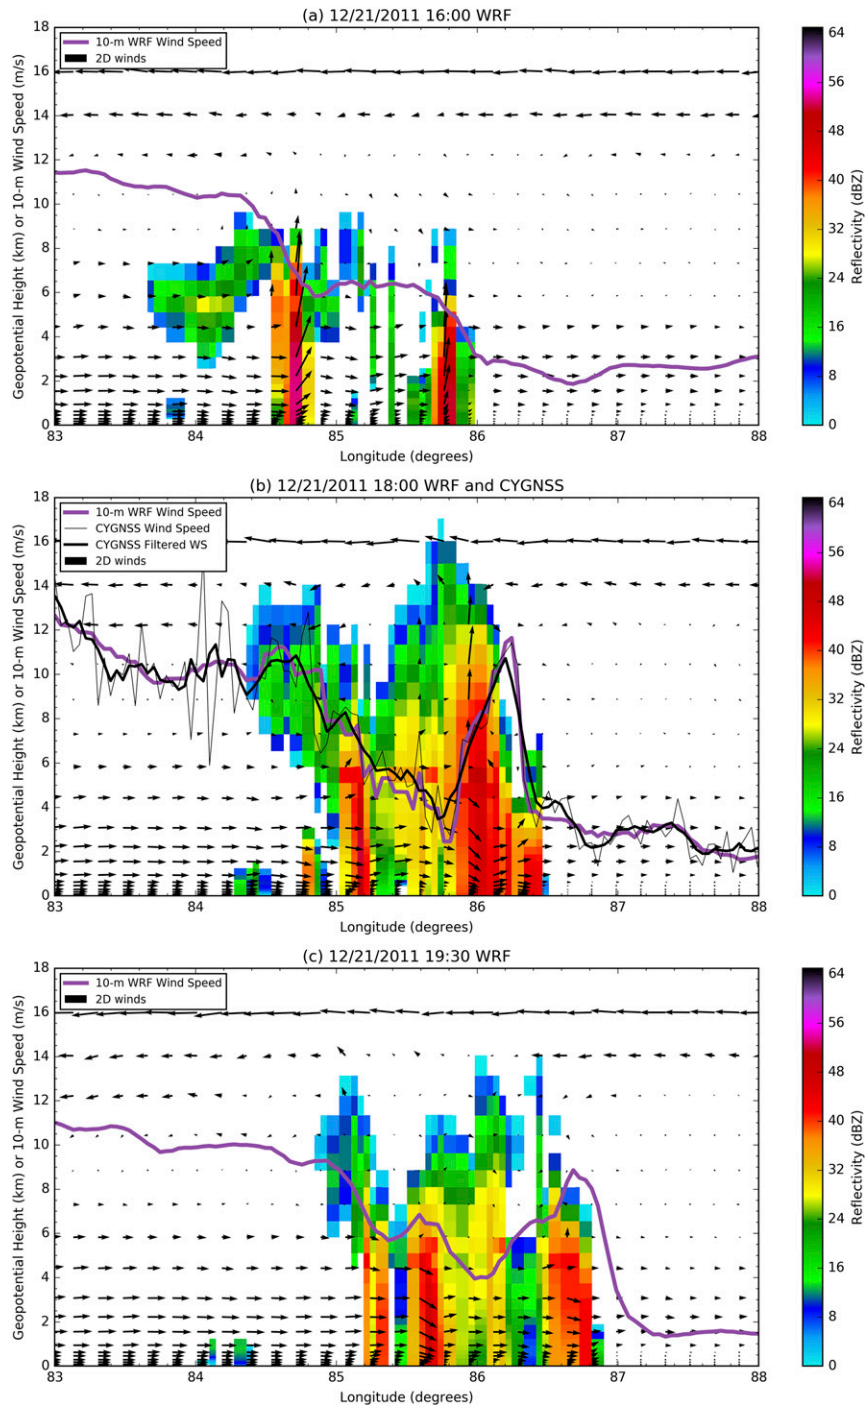 (a) 12/21/2011 16:00 WRF
10-m WRF Wind Speed
2D winds
Geopotential Height (km) or 10-m Wind Speed (m/s)
18
16
14
12
10
8
6
4
2
0
83 84 85 86 87 88
Longitude (degrees)
64
56
48
40
32
24
16
8
0
Reflectivity (dBZ)
(b) 12/21/2011 18:00 WRF and CYGNSS
10-m WRF Wind Speed
CYGNSS Wind Speed
CYGNSS Filtered WS
2D winds
Geopotential Height (km) or 10-m Wind Speed (m/s)
18
16
14
12
10
8
6
4
2
0
83 84 85 86 87 88
Longitude (degrees)
64
56
48
40
32
24
16
8
0
Reflectivity (dBZ)
(c) 12/21/2011 19:30 WRF
10-m WRF Wind Speed
2D winds
Geopotential Height (km) or 10-m Wind Speed (m/s)
18
16
14
12
10
8
6
4
2
0
83 84 85 86 87 88
Longitude (degrees)
64
56
48
40
32
24
16
8
0
Reflectivity (dBZ)